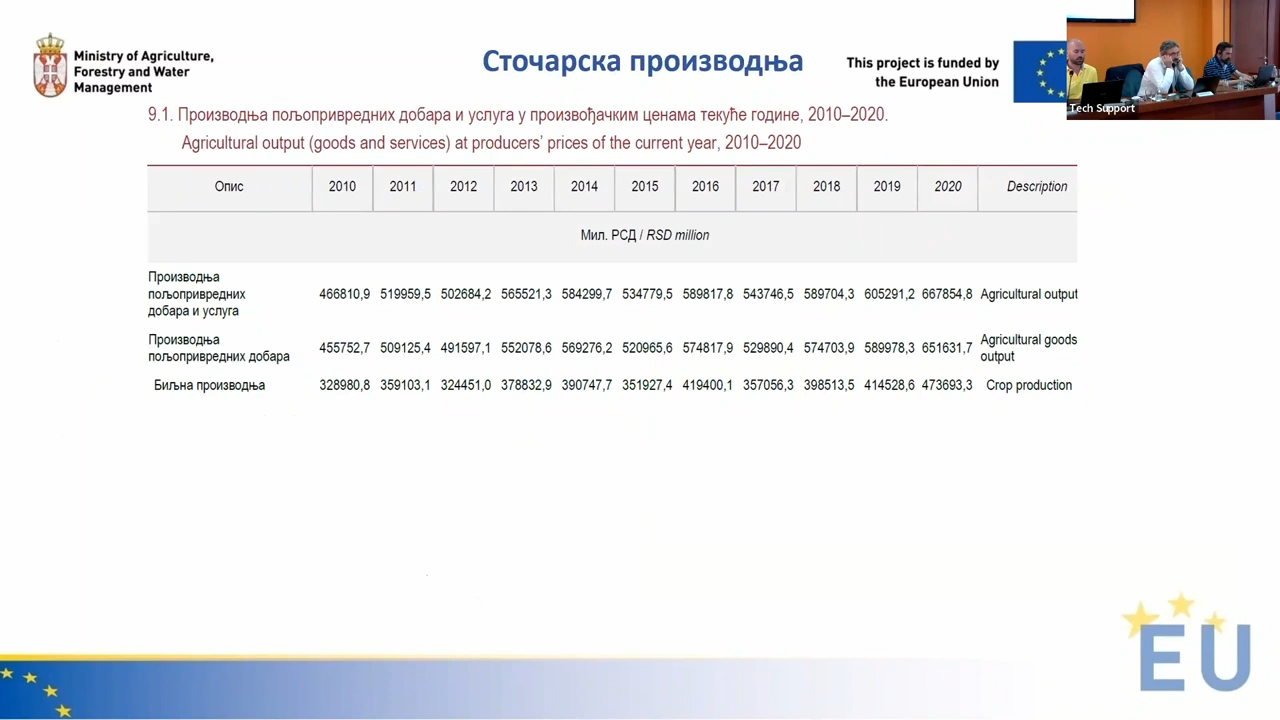 Ministry of Agriculture,
Forestry and Water
Management
Сточарска производња
This project is funded by
the European Union
Tech Support
9.1. Производња пољопривредних добара и услуга у произвођачким ценама текуће године, 2010–2020.
Agricultural output (goods and services) at producers’ prices of the current year, 2010–2020
Опис 2010 2011 2012 2013 2014 2015 2016 2017 2018 2019 2020 Description
Мил. РСД / RSD million
Производња
пољопривредних
добара и услуга
466810,9 519959,5 502684,2 565521,3 584299,7 534779,5 589817,8 543746,5 589704,3 605291,2 667854,8 Agricultural output
Производња
пољопривредних добара
455752,7 509125,4 491597,1 552078,6 569276,2 520965,6 574817,9 529890,4 574703,9 589978,3 651631,7
Agricultural goods
output
Биљна производња 328980,8 359103,1 324451,0 378832,9 390747,7 351927,4 419400,1 357056,3 398513,5 414528,6 473693,3 Crop production
EU